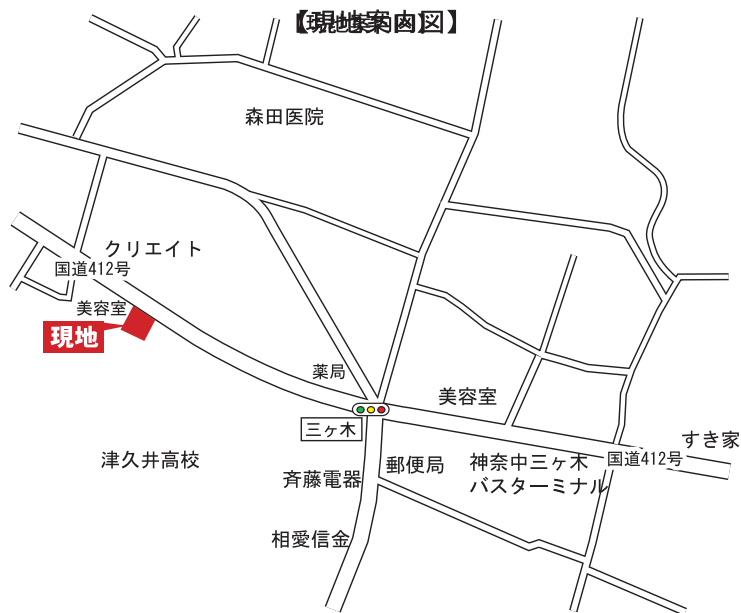 【現地案内図】
森田医院
クリエイト
国道412号
美容室
現地
薬局
美容室
三ヶ木
すき家
津久井高校
郵便局
神奈中三ヶ木
バスターミナル
国道412号
斉藤電器
相愛信金